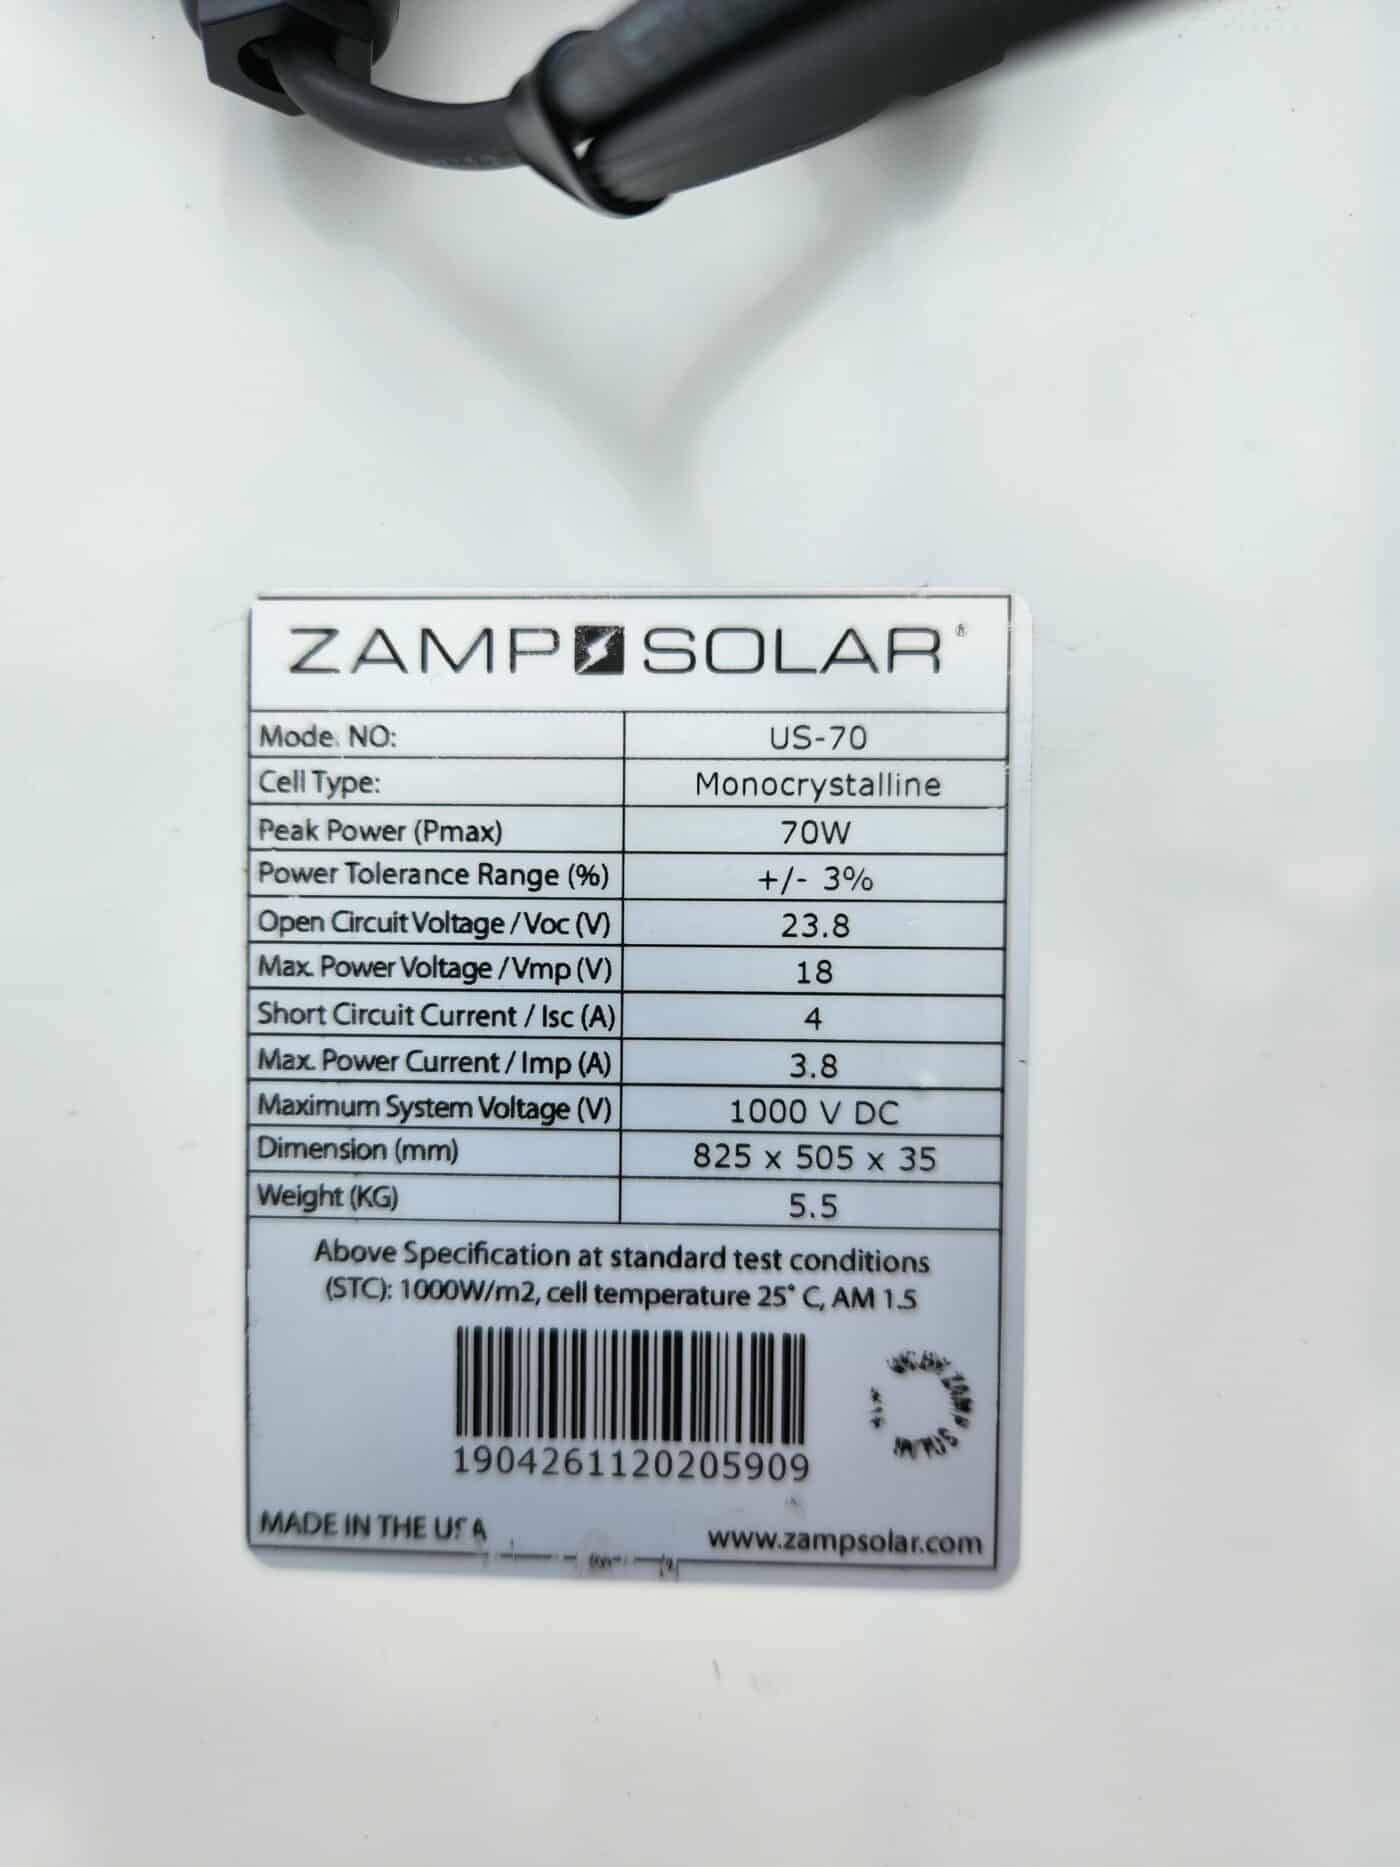 ZAMP SOLAR®
Mode. NO: US-70
Cell Type: Monocrystalline
Peak Power (Pmax) 70W
Power Tolerance Range (%) +/- 3%
Open Circuit Voltage / Voc (V) 23.8
Max. Power Voltage / Vmp (V) 18
Short Circuit Current / Isc (A) 4
Max. Power Current / Imp (A) 3.8
Maximum System Voltage (V) 1000 V DC
Dimension (mm) 825 x 505 x 35
Weight (KG) 5.5
Above Specification at standard test conditions
(STC): 1000W/m2, cell temperature 25° C, AM 1.5
1904261120205909
ZAMP SOLAR
MADE IN THE USA
www.zampsolar.com